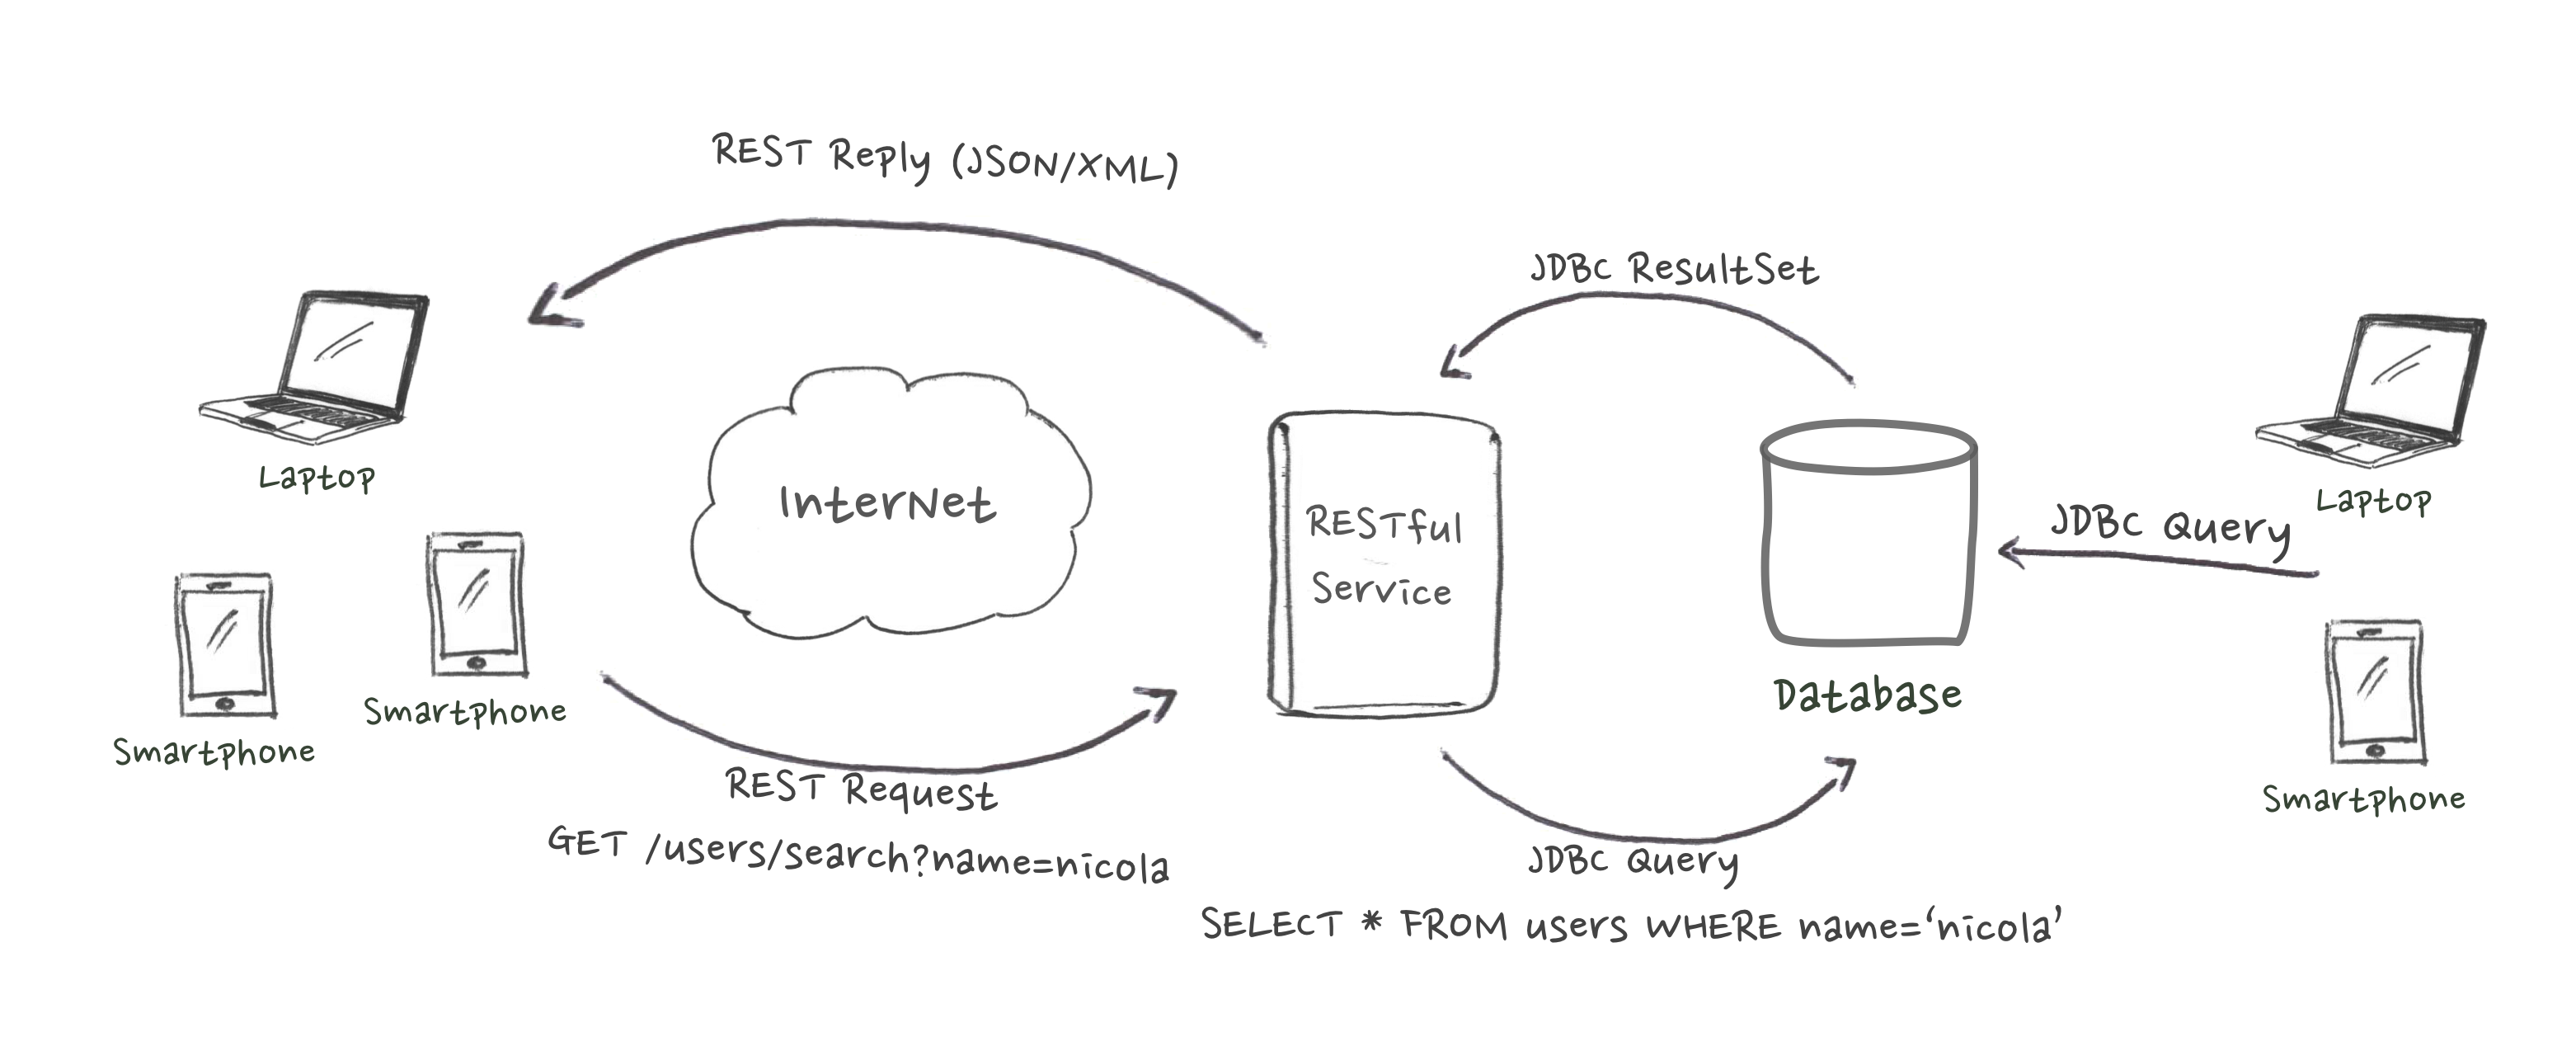 REST Reply (JSON/XML)
JDBC ResultSet
Laptop
InterNet
RESTful
Service
Laptop
JDBC Query
Smartphone
Smartphone
Database
Smartphone
REST Request
GET /users/search?name=nicola
JDBC Query
SELECT * FROM users WHERE name=‘nicola’